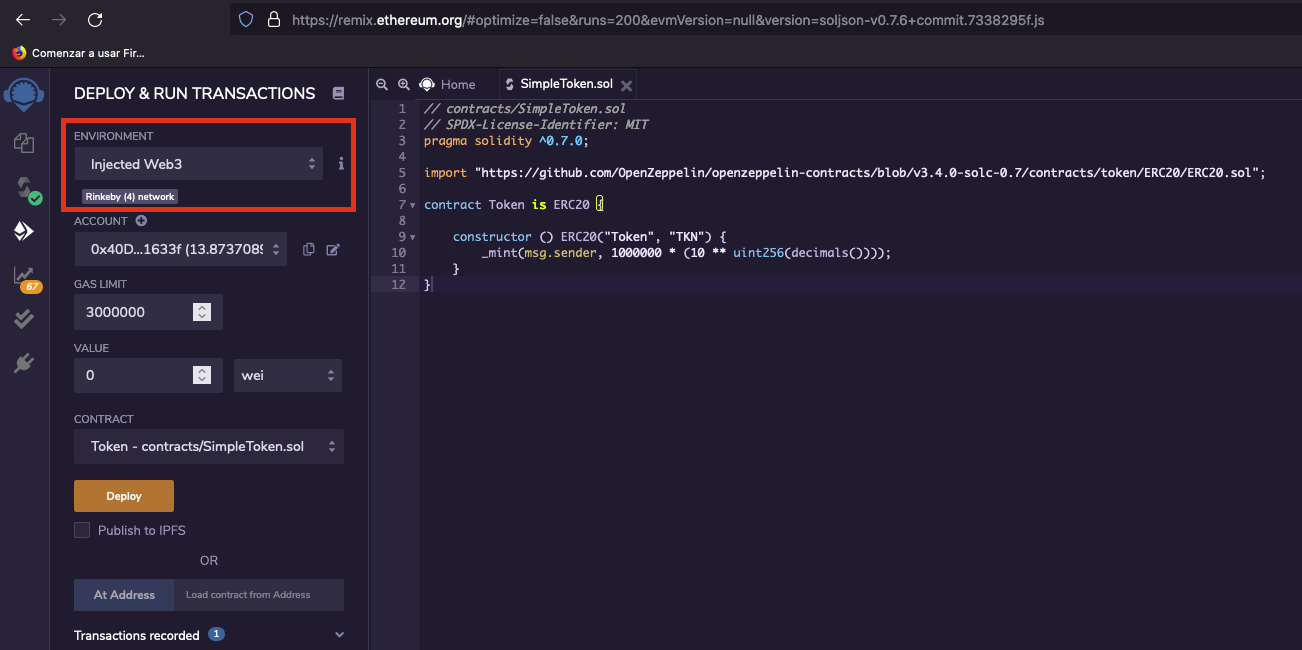 https://remix.ethereum.org/#optimize=false&runs=200&evmVersion=null&version=soljson-v0.7.6+commit.7338295f.js
Comenzar a usar Fir...
DEPLOY & RUN TRANSACTIONS
ENVIRONMENT
Injected Web3
Rinkeby (4) network
ACCOUNT
0x40D...1633f (13.8737089
GAS LIMIT
3000000
VALUE
0
wei
CONTRACT
Token - contracts/SimpleToken.sol
Deploy
Publish to IPFS
OR
At Address
Load contract from Address
Transactions recorded 1
67
Home
SimpleToken.sol
1 // contracts/SimpleToken.sol
2 // SPDX-License-Identifier: MIT
3 pragma solidity ^0.7.0;
4
5 import "https://github.com/OpenZeppelin/openzeppelin-contracts/blob/v3.4.0-solc-0.7/contracts/token/ERC20/ERC20.sol";
6
7 contract Token is ERC20 {
8
9 constructor () ERC20("Token", "TKN") {
10 _mint(msg.sender, 1000000 * (10 ** uint256(decimals())));
11 }
12 }